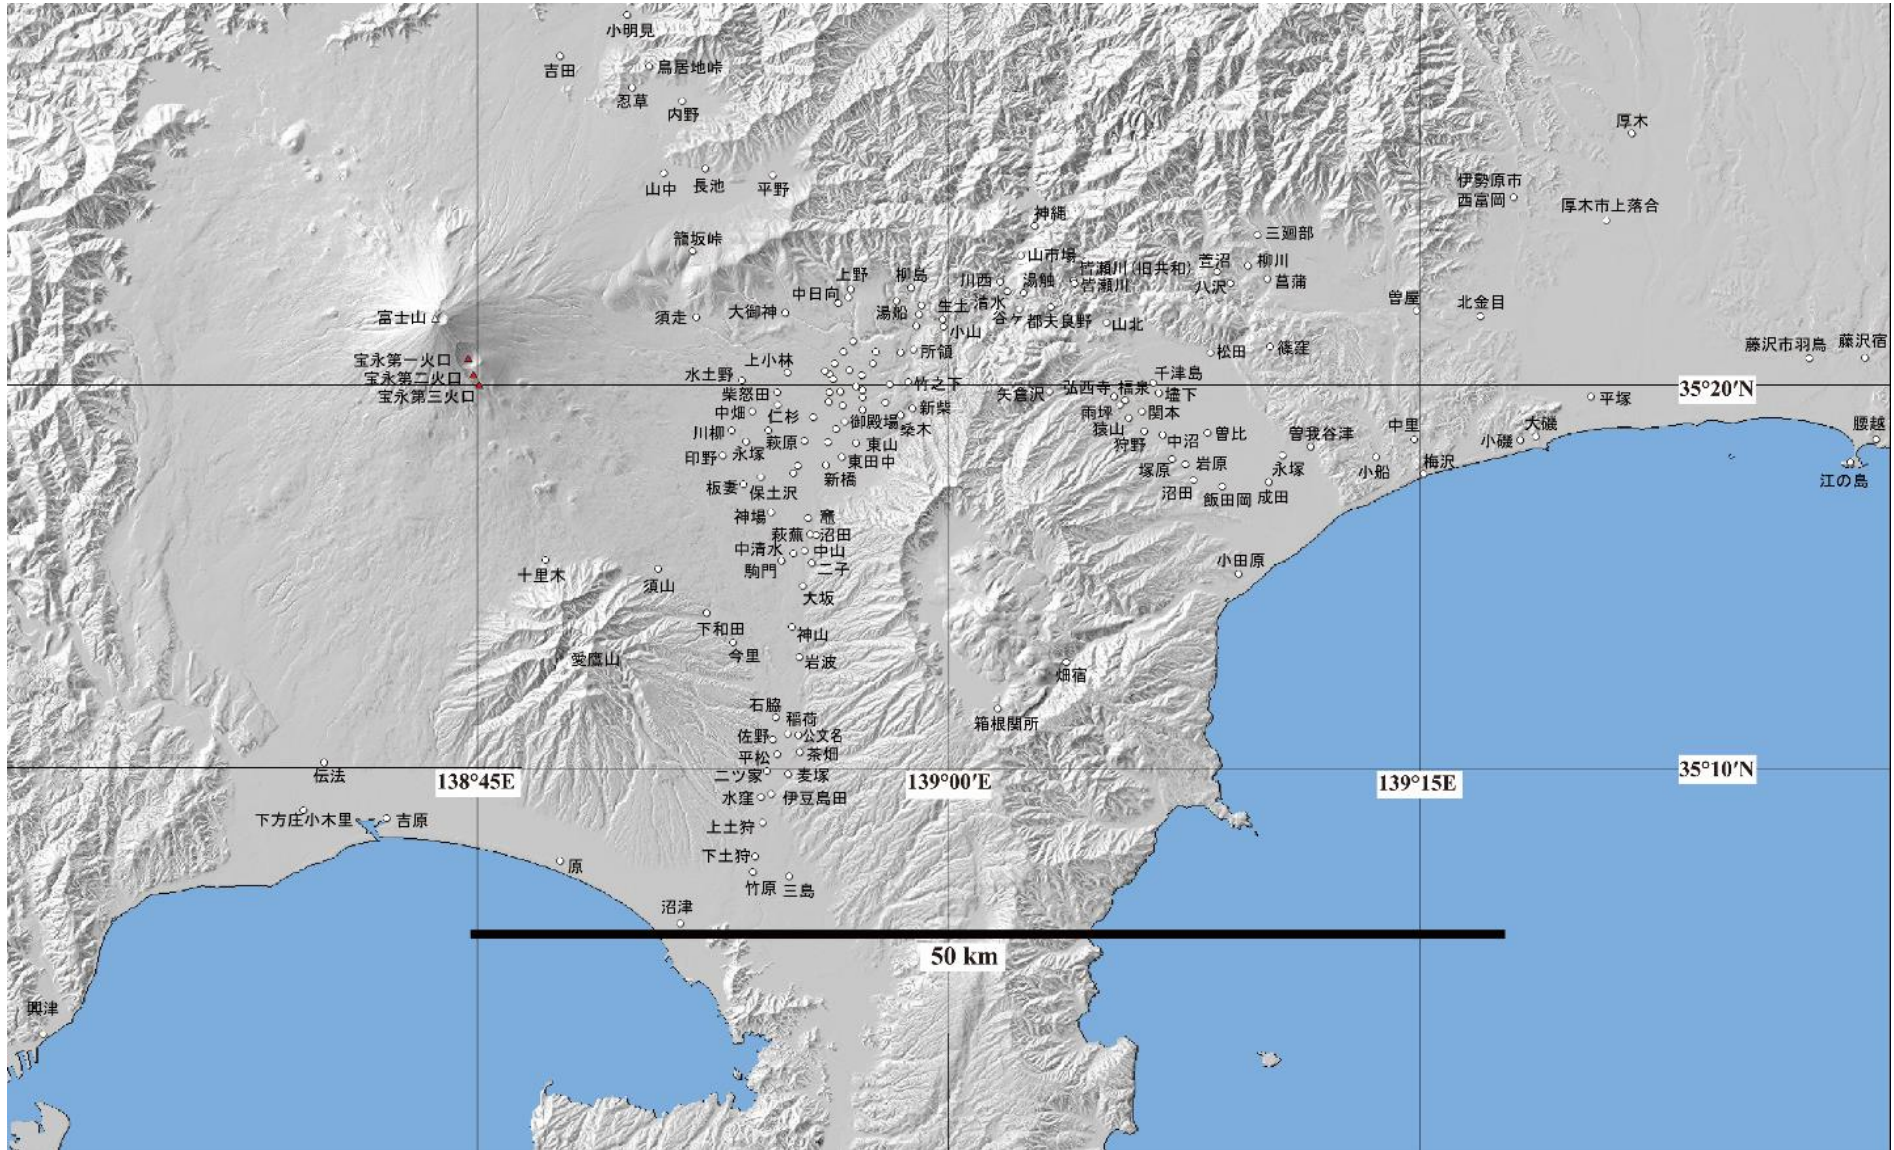 小明見
吉田
鳥居地峠
忍草
内野
厚木
山中
長池
平野
伊勢原市
西富岡
厚木市上落合
神縄
籠坂峠
三廻部
山市場
皆瀬川(旧共和)
萱沼
柳川
上野
柳島
川西
湯触
皆瀬川
八沢
菖蒲
中日向
曽屋
北金目
富士山
須走
大御神
湯船
生土
清水
小山
谷ケ
都夫良野
山北
宝永第一火口
上小林
所領
松田
篠窪
藤沢市羽鳥
藤沢宿
宝永第二火口
水土野
竹之下
千津島
35°20′N
宝永第三火口
柴怒田
矢倉沢
弘西寺
福泉
壗下
平塚
中畑
仁杉
御殿場
新柴
雨坪
関本
川柳
萩原
桑木
猿山
曽比
曽我谷津
中里
小磯
大磯
腰越
印野
永塚
東山
狩野
中沼
東田中
塚原
岩原
永塚
小船
梅沢
板妻
保土沢
新橋
沼田
飯田岡
成田
江の島
神場
竈
萩蕪
沼田
中清水
中山
駒門
二子
小田原
十里木
須山
大坂
下和田
神山
今里
岩波
愛鷹山
畑宿
石脇
稲荷
箱根関所
佐野
公文名
平松
茶畑
伝法
二ツ家
麦塚
35°10′N
138°45E
139°00′E
139°15E
水窪
伊豆島田
下方庄小木里
吉原
上土狩
原
下土狩
竹原
三島
沼津
50 km
興津